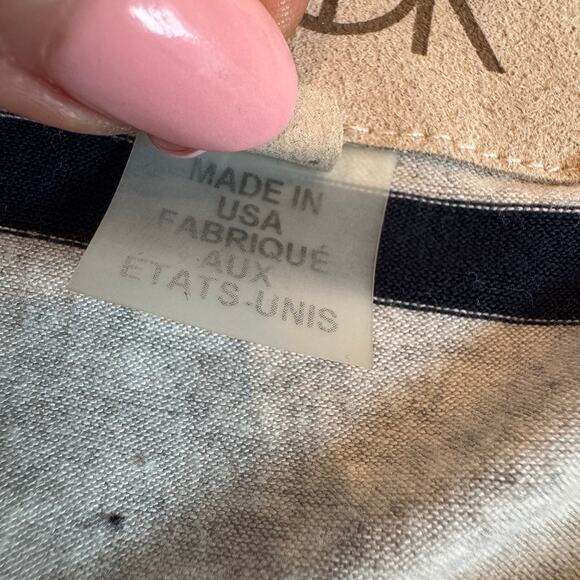 MADE IN
USA
FABRIQUÉ
AUX
ETATS-UNIS